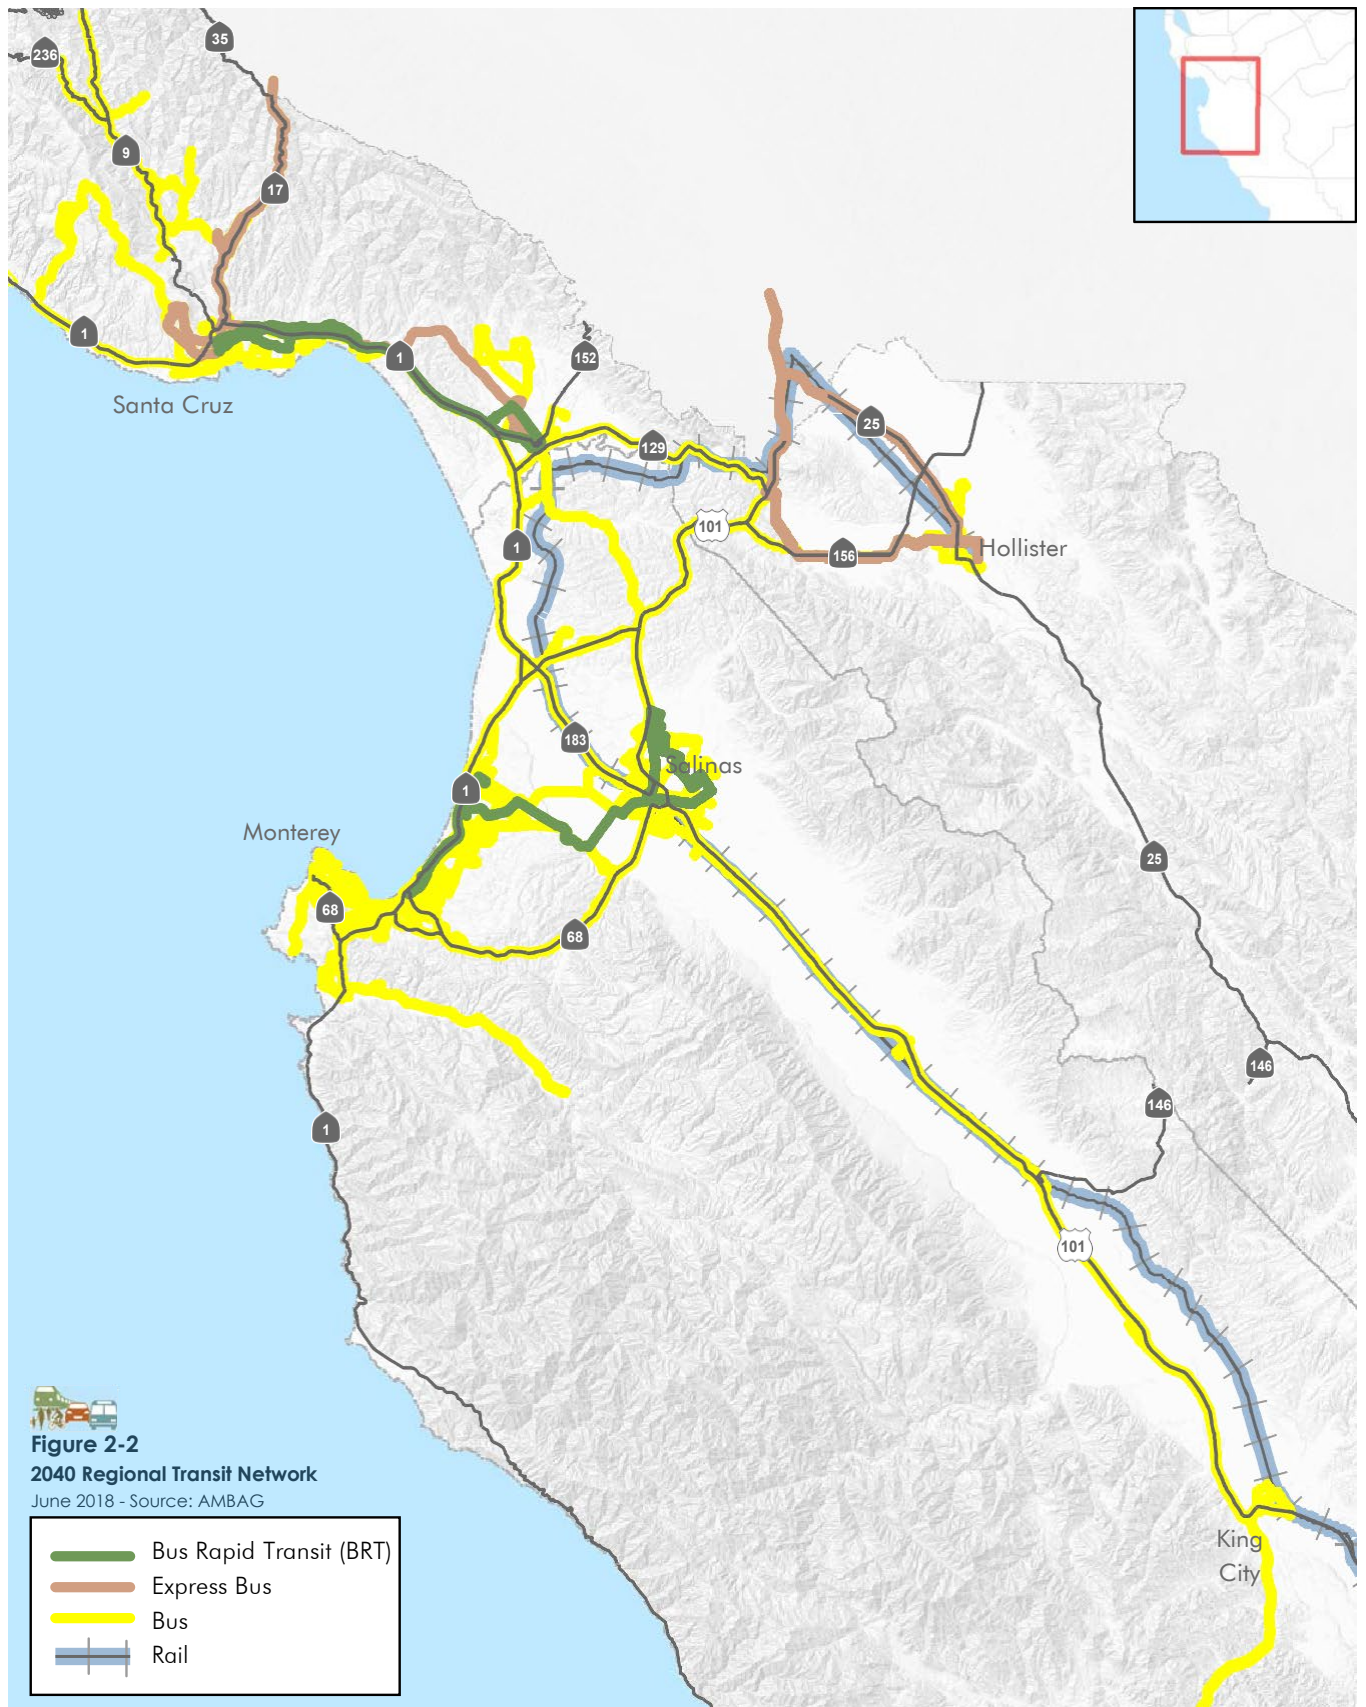 35
236
9
17
1
Santa Cruz
1
152
129
25
101
156
Hollister
1
183
Salinas
1
Monterey
68
68
25
146
146
1
101
King
City
Figure 2-2
2040 Regional Transit Network
June 2018 - Source: AMBAG
Bus Rapid Transit (BRT)
Express Bus
Bus
Rail